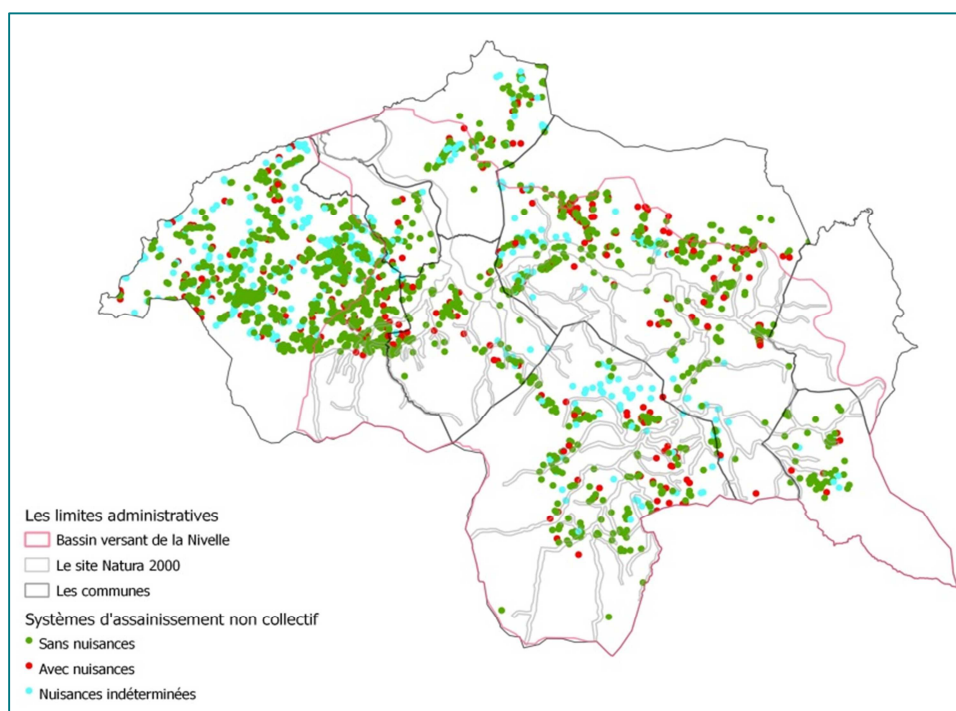 Les limites administratives
Bassin versant de la Nivelle
Le site Natura 2000
Les communes
Systèmes d'assainissement non collectif
Sans nuisances
Avec nuisances
Nuisances indéterminées